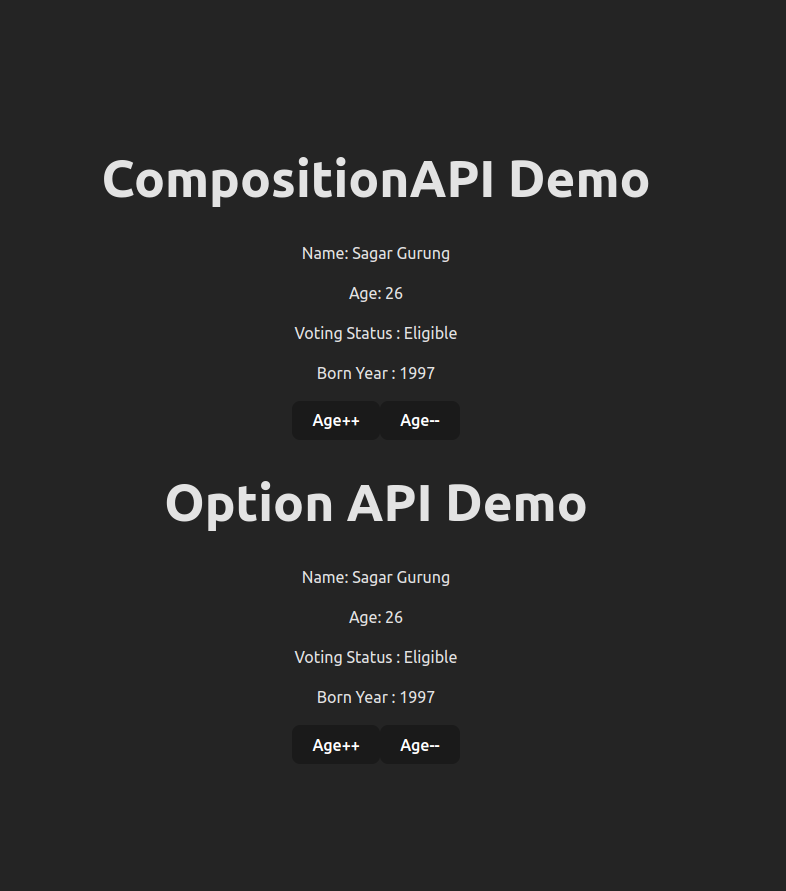 CompositionAPI Demo
Name: Sagar Gurung
Age: 26
Voting Status : Eligible
Born Year : 1997
Age++ Age--
Option API Demo
Name: Sagar Gurung
Age: 26
Voting Status : Eligible
Born Year : 1997
Age++ Age--